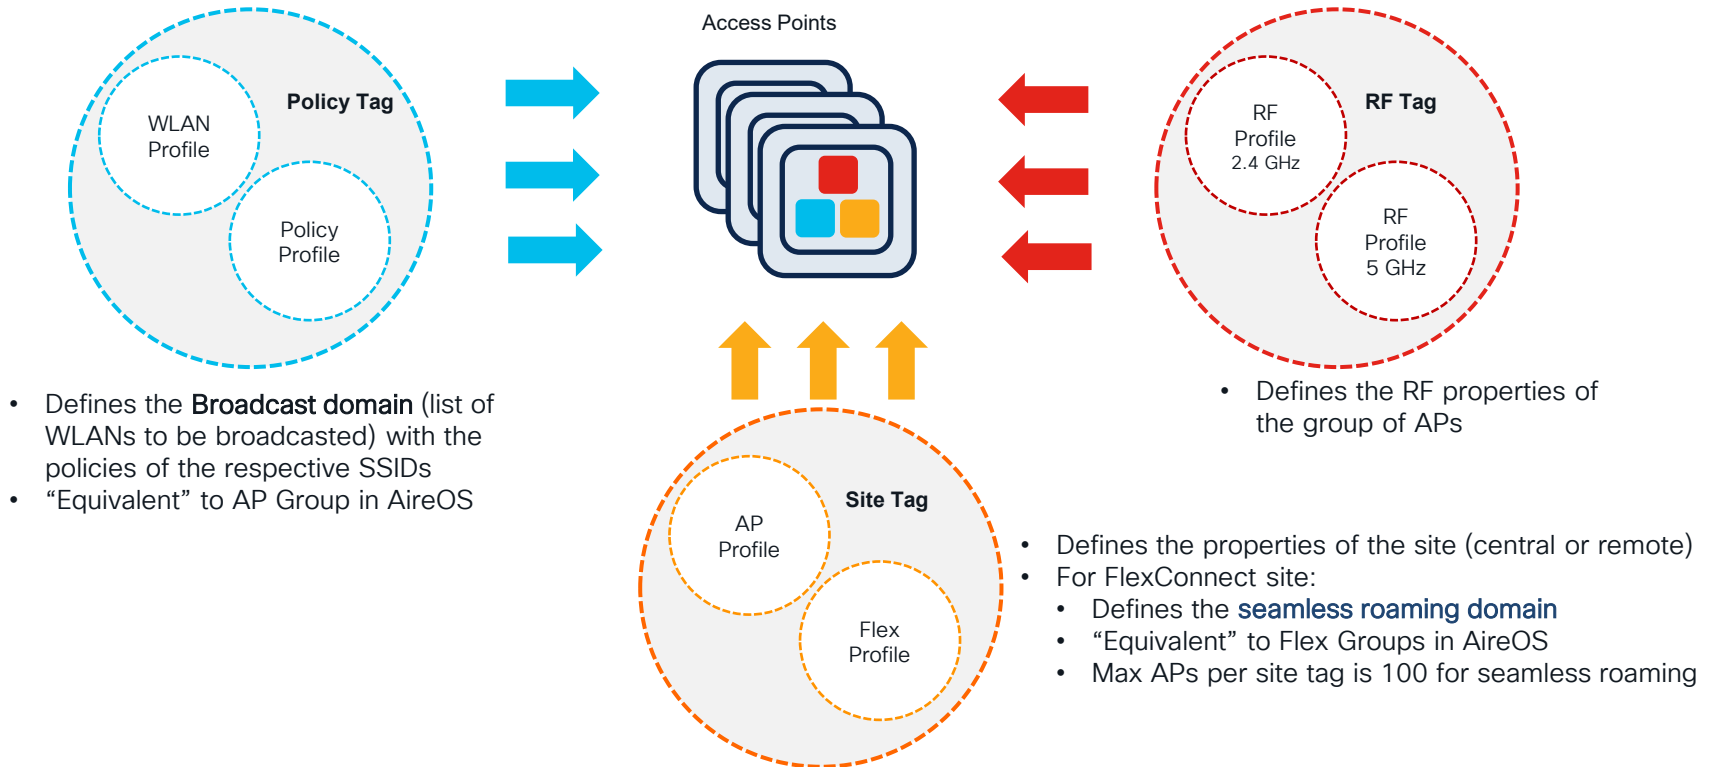 Access Points
Policy Tag
WLAN
Profile
Policy
Profile
RF Tag
RF
Profile
2.4 GHz
RF
Profile
5 GHz
• Defines the Broadcast domain (list of
WLANs to be broadcasted) with the
policies of the respective SSIDs
• “Equivalent” to AP Group in AireOS
• Defines the RF properties of
the group of APs
Site Tag
AP
Profile
Flex
Profile
• Defines the properties of the site (central or remote)
• For FlexConnect site:
• Defines the seamless roaming domain
• “Equivalent” to Flex Groups in AireOS
• Max APs per site tag is 100 for seamless roaming